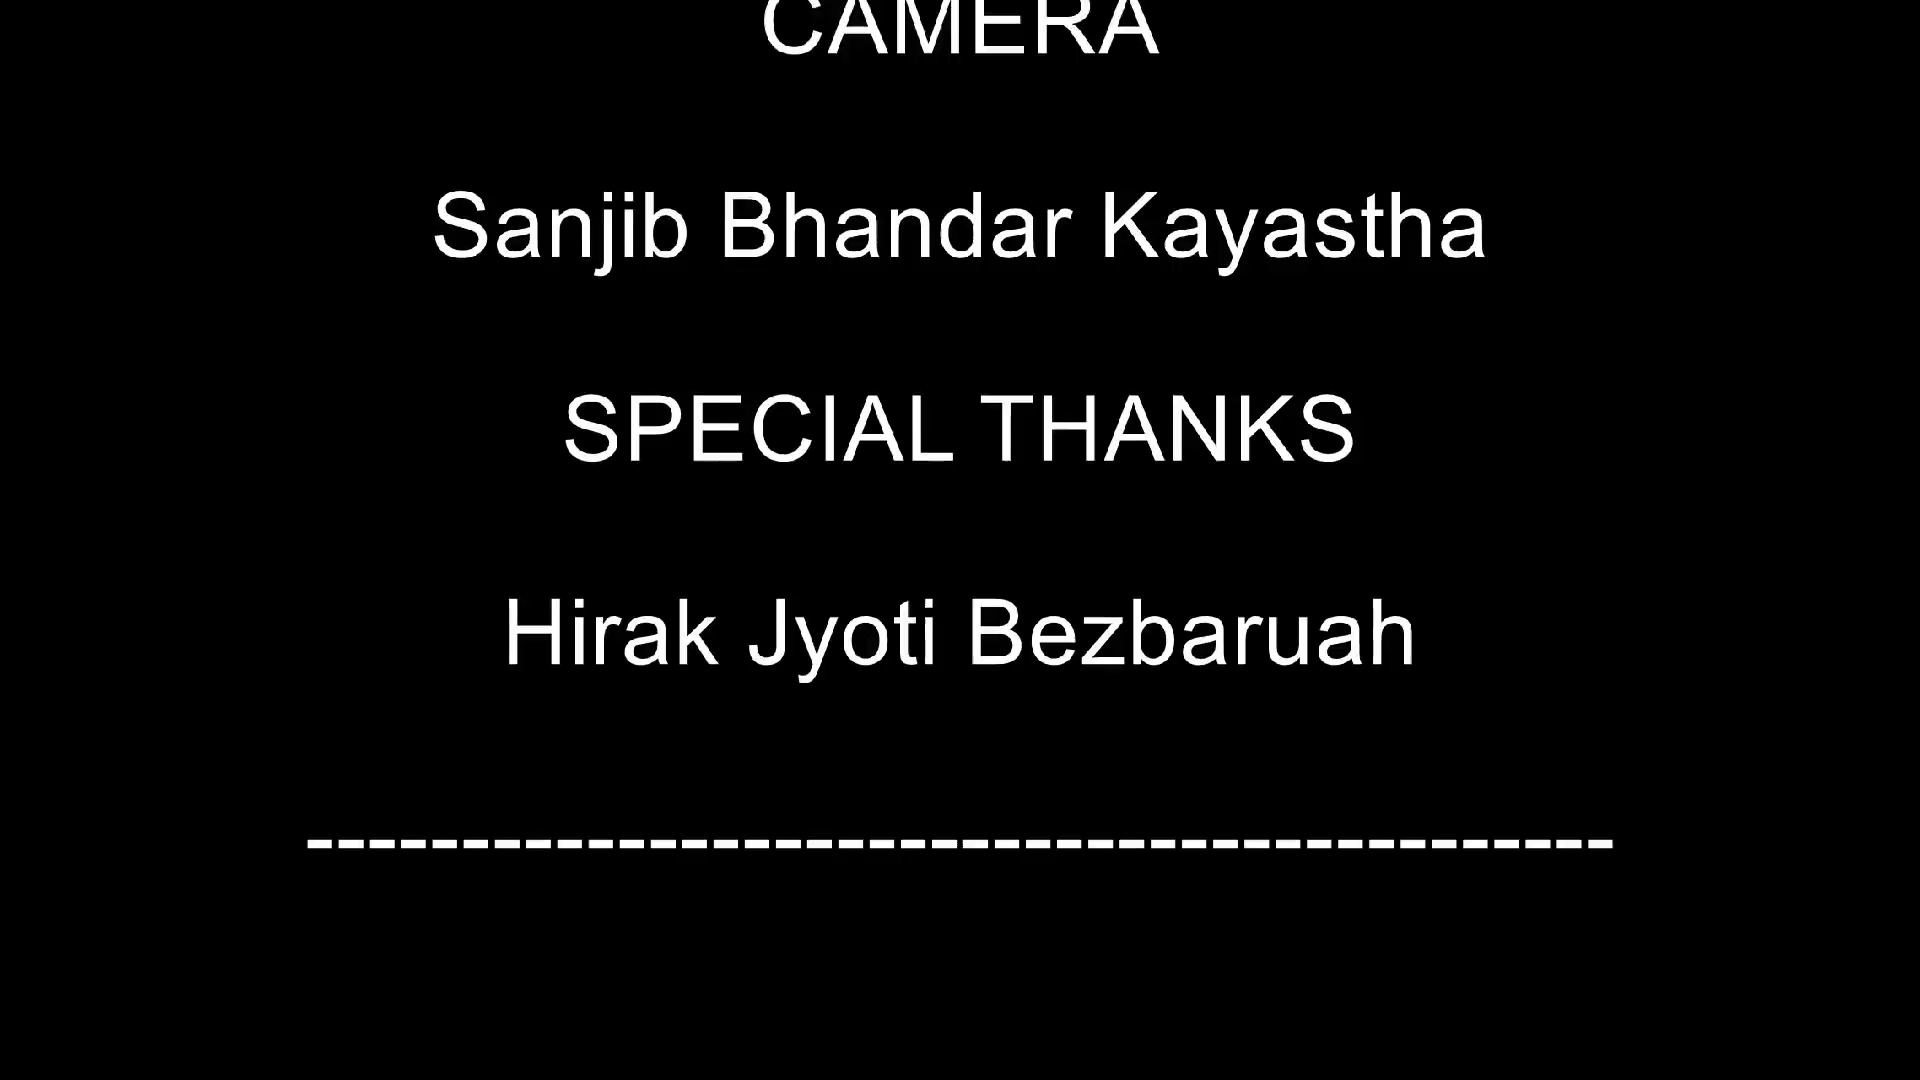 CAMERA
Sanjib Bhandar Kayastha
SPECIAL THANKS
Hirak Jyoti Bezbaruah
------------------------------------------